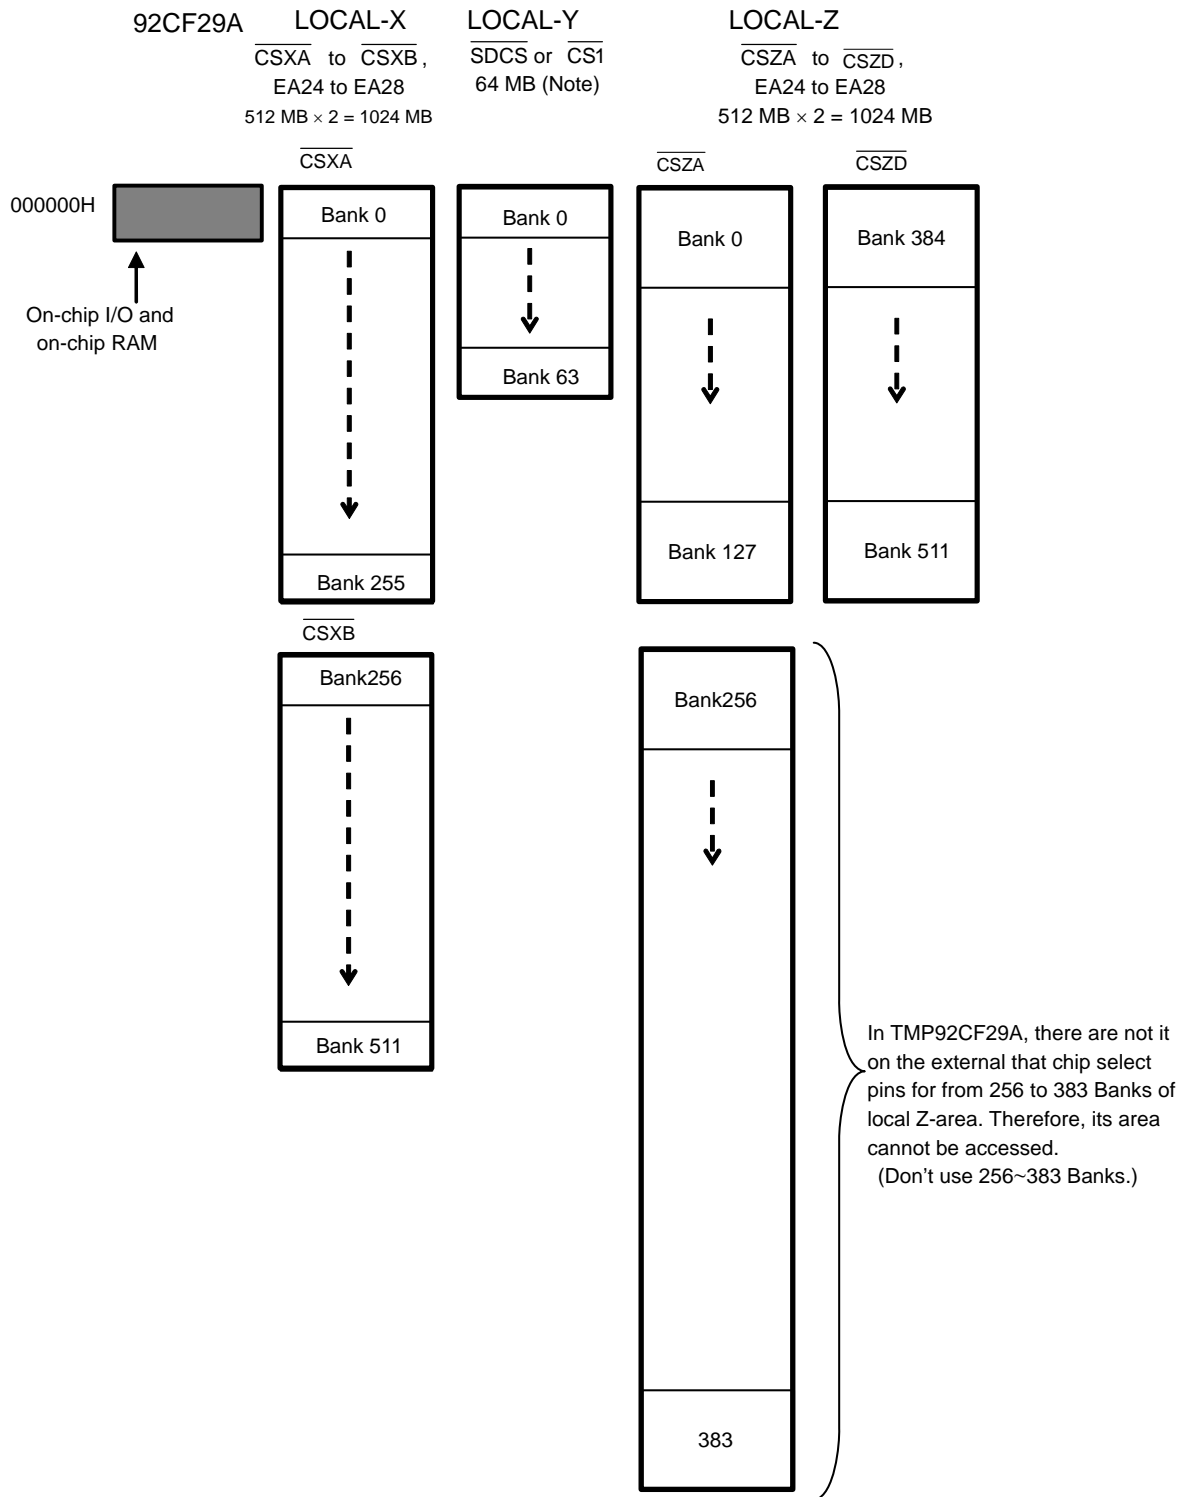 92CF29A
LOCAL-X
CSXA to CSXB,
EA24 to EA28
512 MB × 2 = 1024 MB
LOCAL-Y
SDCS or CS1
64 MB (Note)
LOCAL-Z
CSZA to CSZD,
EA24 to EA28
512 MB × 2 = 1024 MB
CSXA
CSZA
CSZD
000000H
Bank 0
Bank 0
Bank 0
Bank 384
On-chip I/O and
on-chip RAM
Bank 63
Bank 127
Bank 511
Bank 255
CSXB
Bank256
Bank256
Bank 511
In TMP92CF29A, there are not it
on the external that chip select
pins for from 256 to 383 Banks of
local Z-area. Therefore, its area
cannot be accessed.
(Don't use 256~383 Banks.)
383